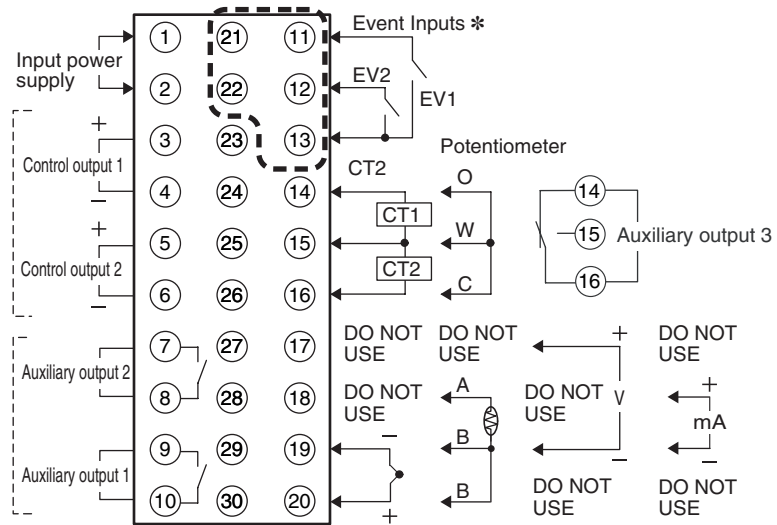 1 21 11 Event Inputs *
Input power
supply
2 22 12 EV2
EV1
+
3 23 13
Control output 1
Potentiometer
CT2
4 24 14 O 14
−
CT1
+
5 25 15 W 15 Auxiliary output 3
Control output 2
CT2
6 26 16 C 16
−
7 27 17 DO NOT
USE
DO NOT
USE
+
DO NOT
USE
Auxiliary output 2
8 28 18 DO NOT
USE
A
DO NOT
USE
V
+
mA
9 29 19 − B − −
Auxiliary output 1
10 30 20 B
DO NOT
USE
DO NOT
USE
+